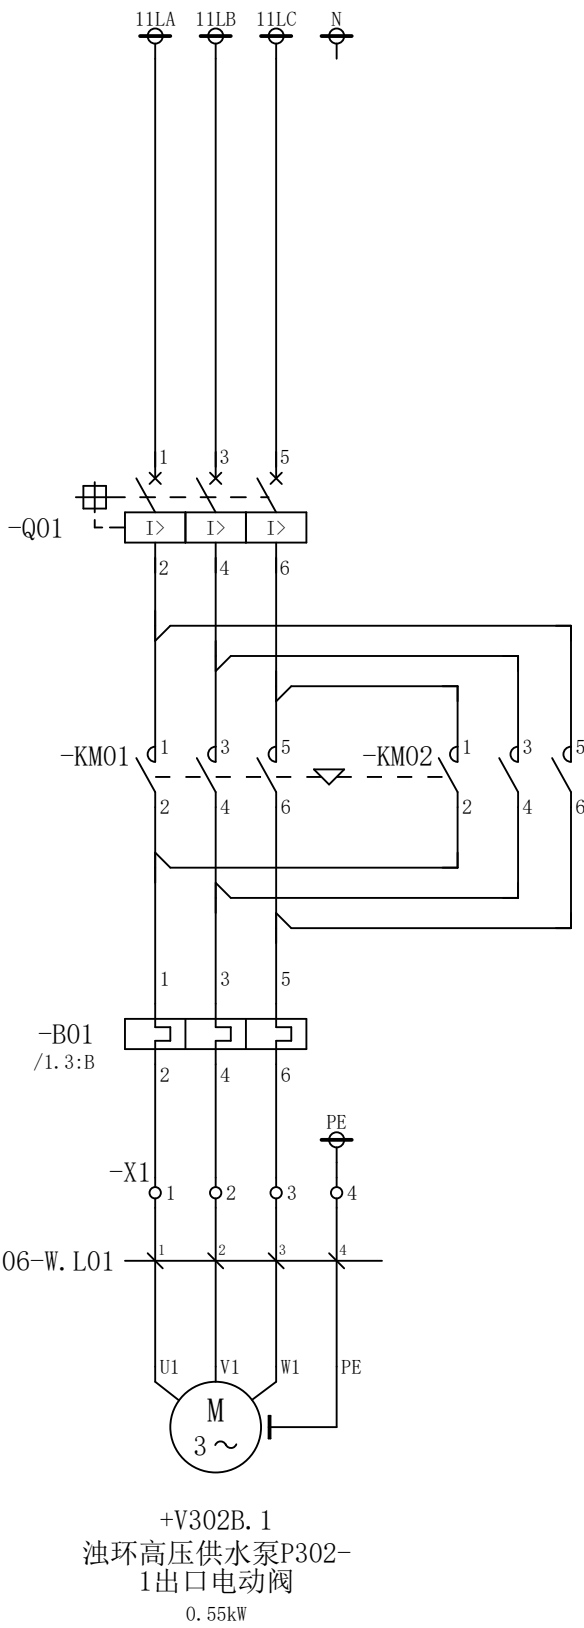 11LA 11LB 11LC N
1 3 5
-Q01 I> I> I>
2 4 6
-KM01 1 3 5 -KM02 1 3 5
2 4 6 2 4 6
1 3 5
-B01
/1.3:B
2 4 6
PE
-X1 1 2 3 4
1 2 3 4
06-W.L01
U1 V1 W1 PE
M
3 ~
+V302B.1
浊环高压供水泵P302-
1出口电动阀
0.55kW